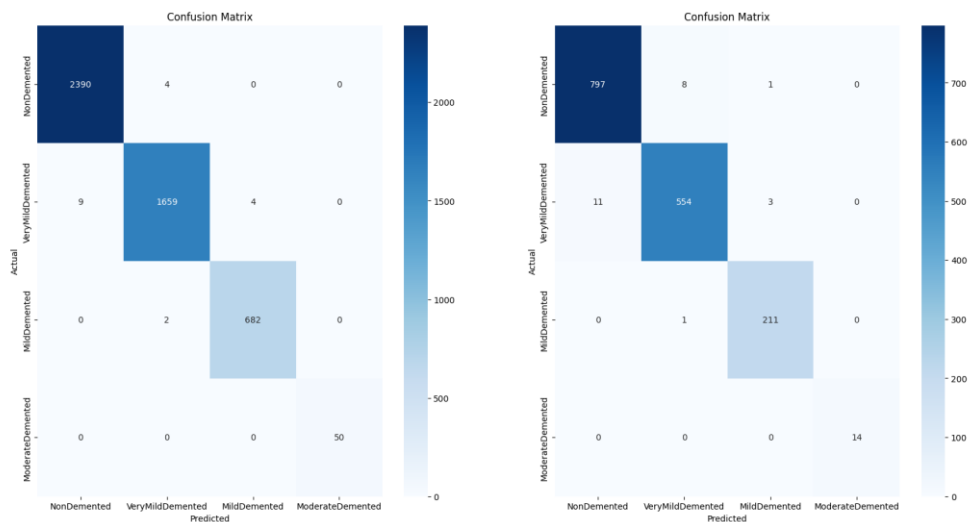 Confusion Matrix
NonDemented
VeryMildDemented
MildDemented
ModerateDemented
Actual
2390 4 0 0
9 1659 4 0
0 2 682 0
0 0 0 50
NonDemented VeryMildDemented MildDemented ModerateDemented
Predicted
2000
1500
1000
500
0
Confusion Matrix
NonDemented
VeryMildDemented
MildDemented
ModerateDemented
Actual
797 8 1 0
11 554 3 0
0 1 211 0
0 0 0 14
NonDemented VeryMildDemented MildDemented ModerateDemented
Predicted
700
600
500
400
300
200
100
0